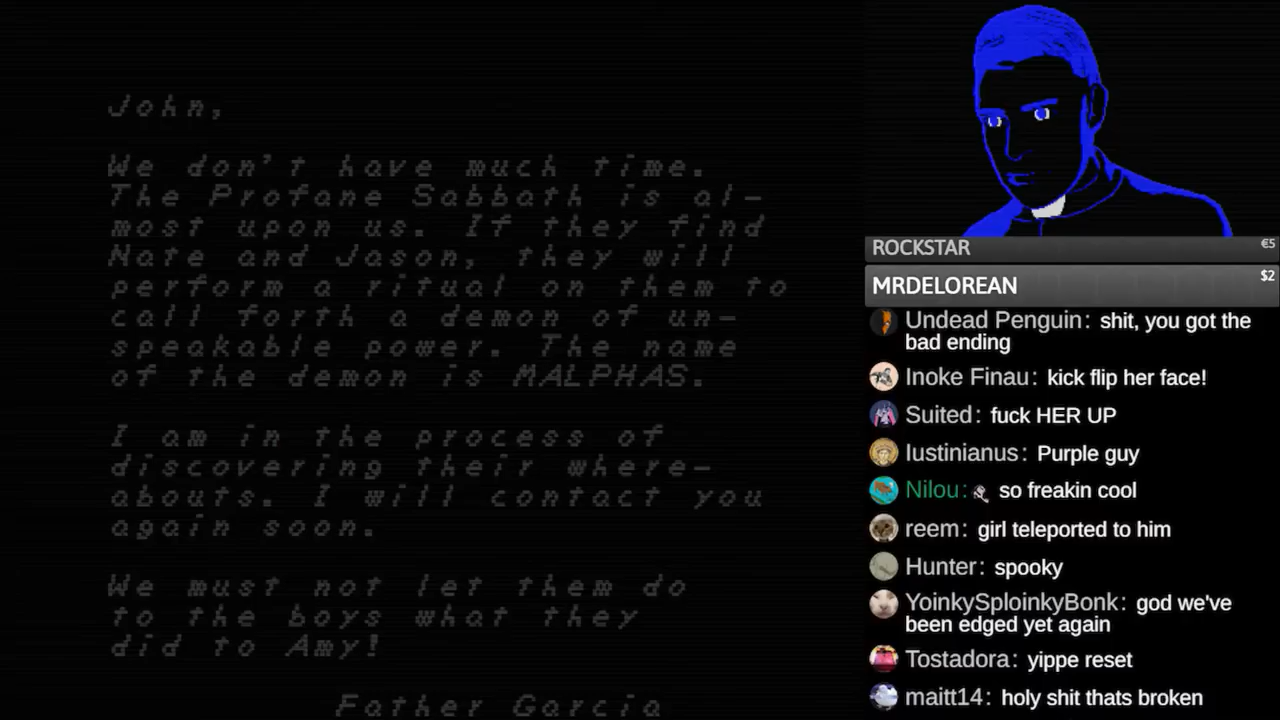 John,
We don't have much time.
The Profane Sabbath is al-
most upon us. If they find
Nate and Jason, they will
perform a ritual on them to
call forth a demon of un-
speakable power. The name
of the demon is MALPHAS.
I am in the process of
discovering their where-
abouts. I will contact you
again soon.
We must not let them do
to the boys what they
did to Amy!
Father Garcia
ROCKSTAR €5
MRDELOREAN $2
Undead Penguin: shit, you got the
bad ending
Inoke Finau: kick flip her face!
Suited: fuck HER UP
Iustinianus: Purple guy
Nilou: so freakin cool
reem: girl teleported to him
Hunter: spooky
YoinkySploinkyBonk: god we've
been edged yet again
Tostadora: yippe reset
maitt14: holy shit thats broken